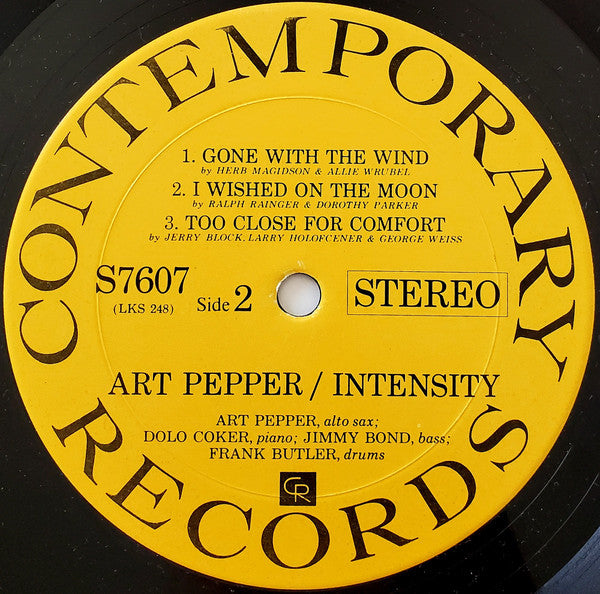 CONTEMPORARY
1. GONE WITH THE WIND
by HERB MAGIDSON & ALLIE WRUBEL
2. I WISHED ON THE MOON
by RALPH RAINGER & DOROTHY PARKER
3. TOO CLOSE FOR COMFORT
by JERRY BLOCK, LARRY HOLOFCENER & GEORGE WEISS
S7607
(LKS 248)
Side 2
STEREO
ART PEPPER / INTENSITY
ART PEPPER, alto sax;
DOLO COKER, piano; JIMMY BOND, bass;
FRANK BUTLER, drums
CR
RECORDS